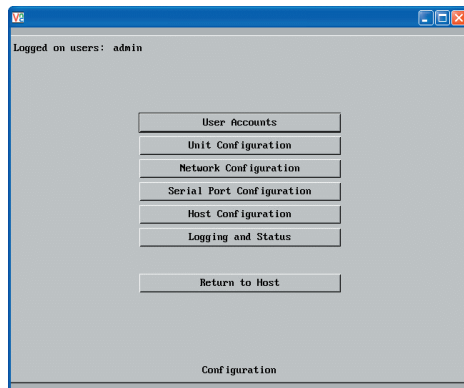 Logged on users: admin
User Accounts
Unit Configuration
Network Configuration
Serial Port Configuration
Host Configuration
Logging and Status
Return to Host
Configuration